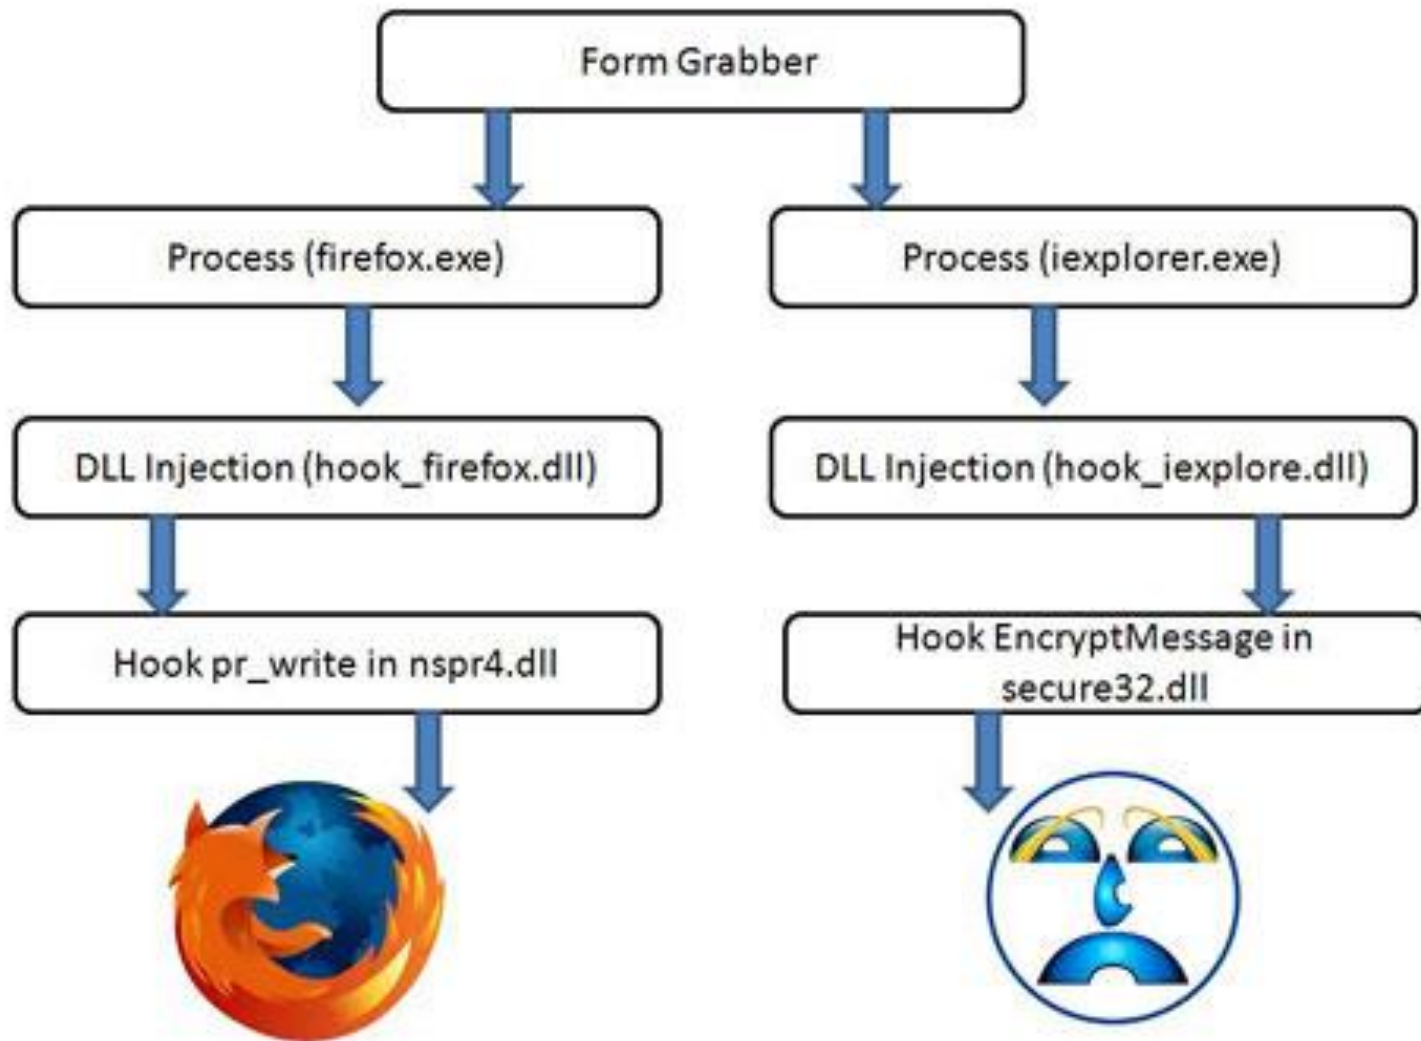 Form Grabber
Process (firefox.exe)
Process (iexplorer.exe)
DLL Injection (hook_firefox.dll)
DLL Injection (hook_iexplore.dll)
Hook pr_write in nspr4.dll
Hook EncryptMessage in
secure32.dll